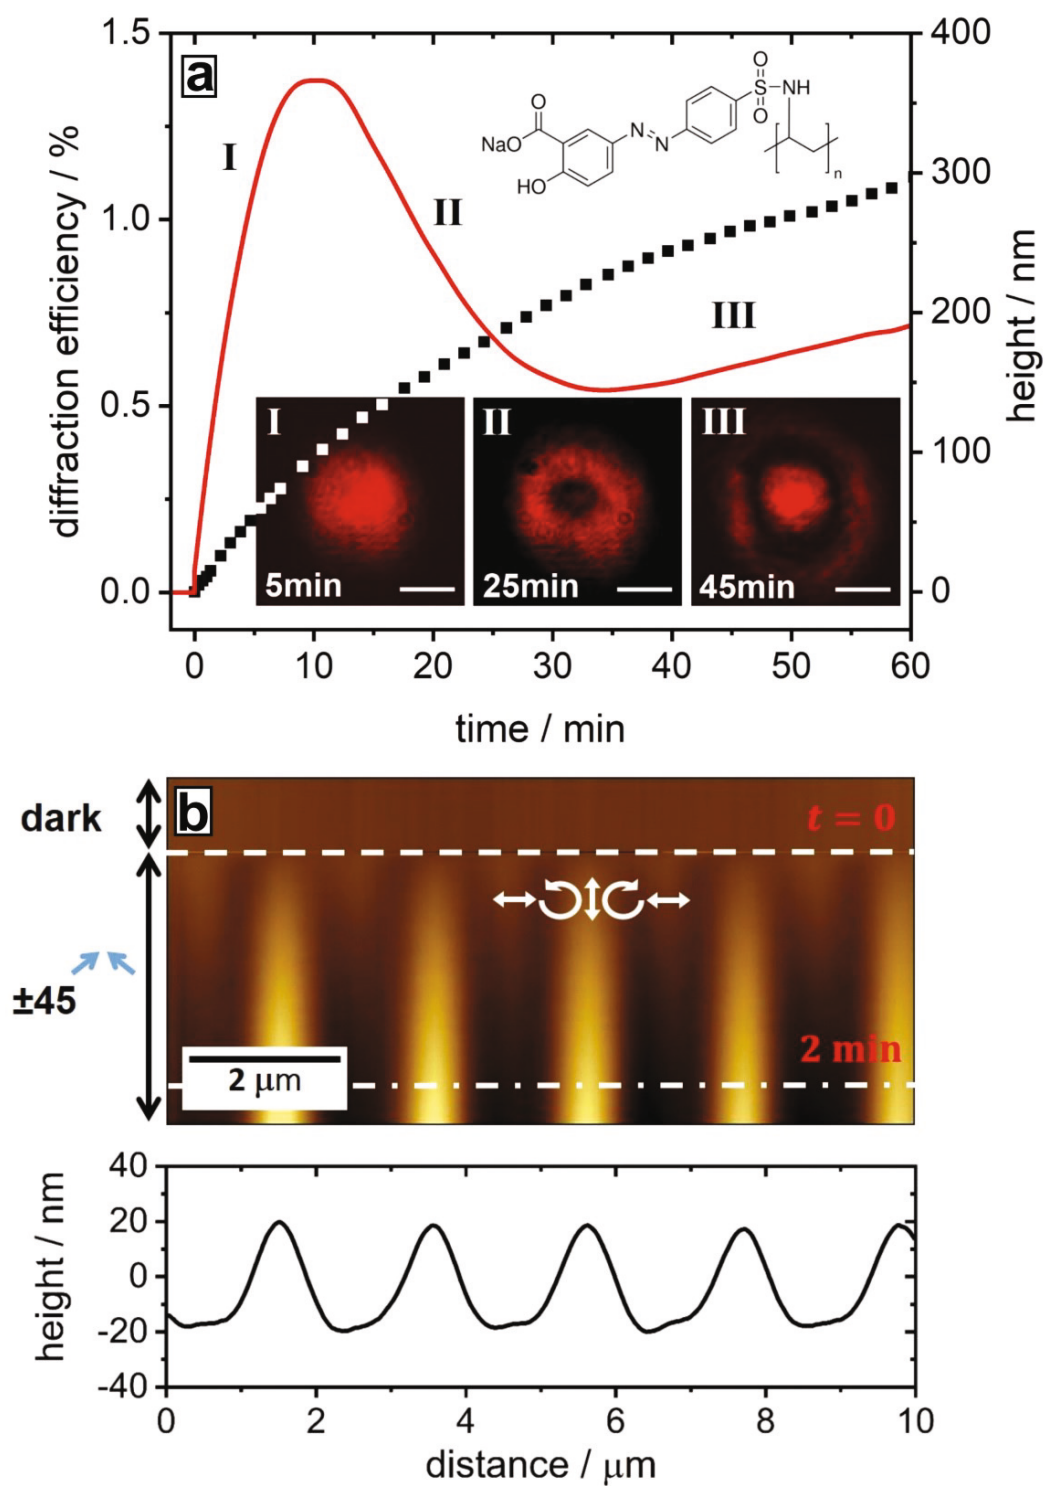 a
1.5
1.0
0.5
0.0
diffraction efficiency / %
400
300
200
100
0
height / nm
I
II
III
O
NaO
HO
N
N
O
S
O
NH
n
I
II
III
5min
25min
45min
0 10 20 30 40 50 60
time / min
b
dark
t = 0
±45
2 min
2 μm
40
20
0
-20
-40
height / nm
0 2 4 6 8 10
distance / μm